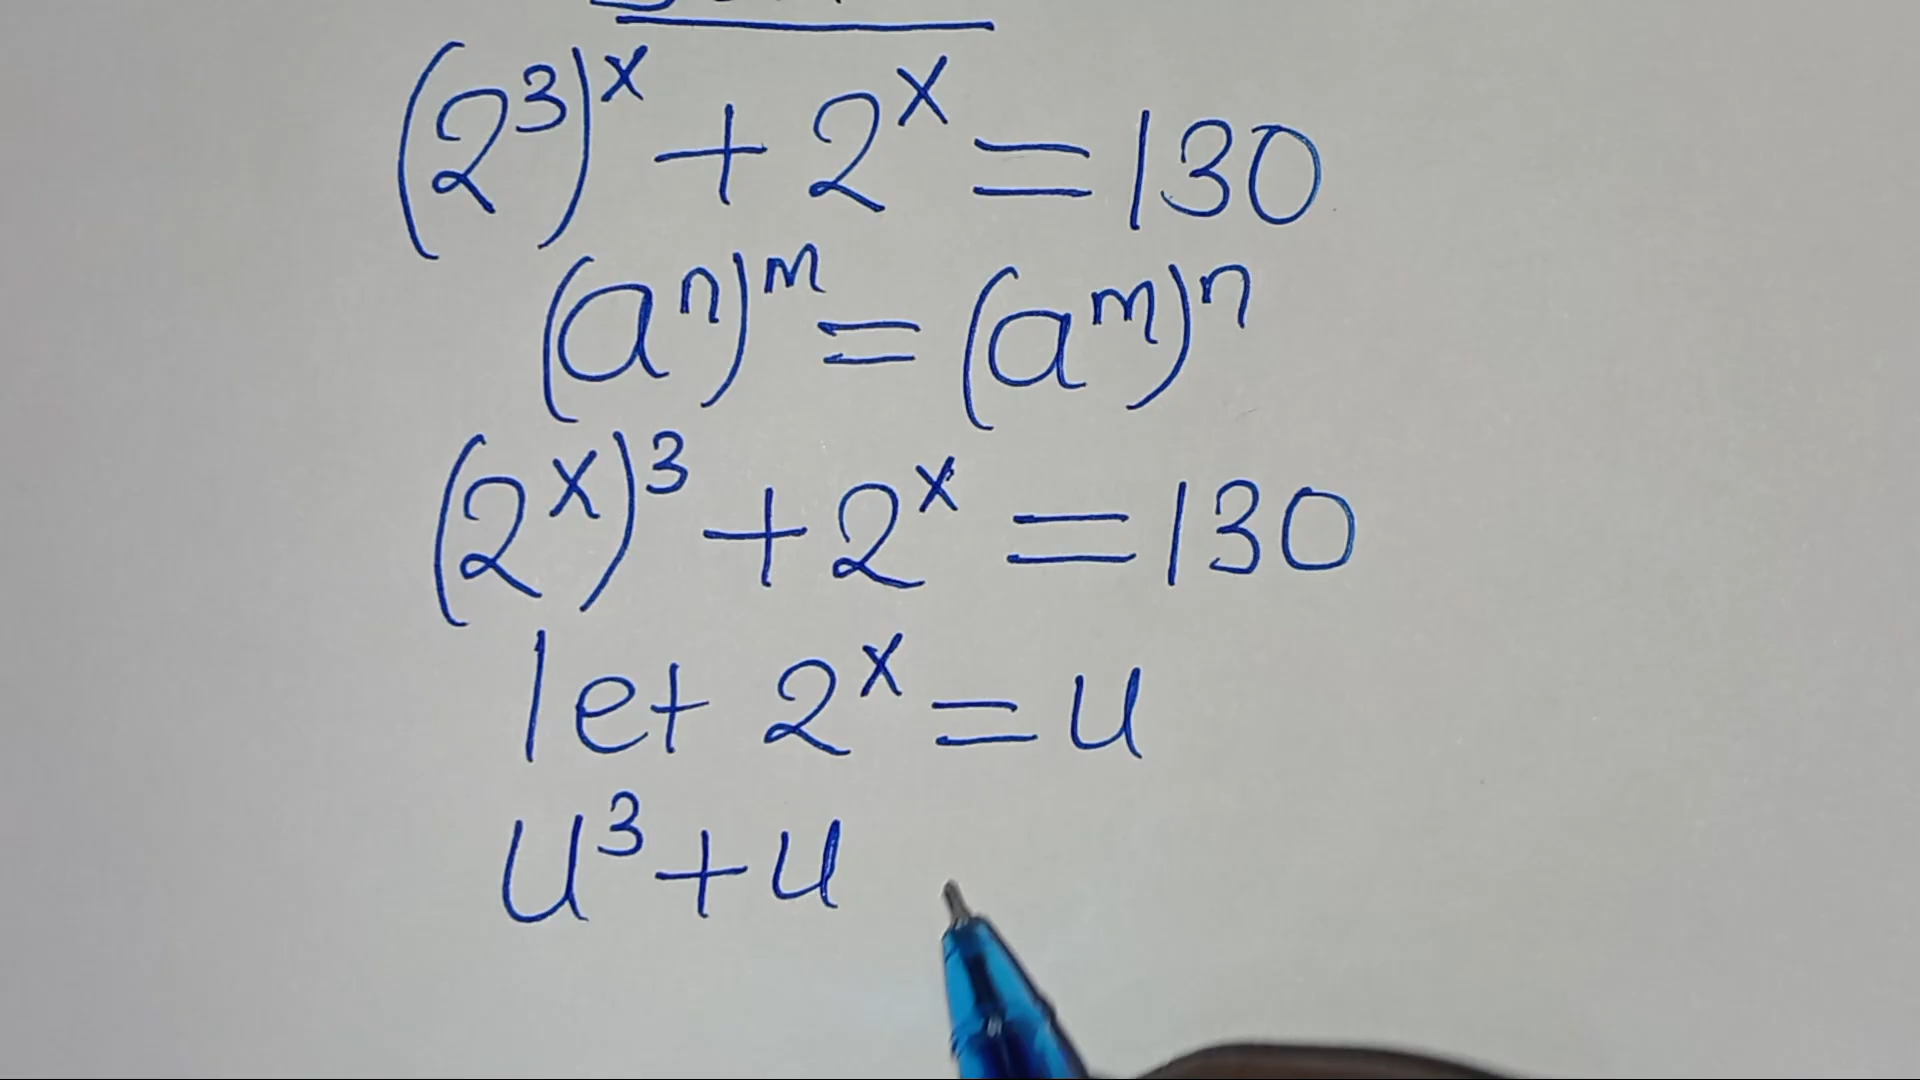 (2³)ˣ + 2ˣ = 130
(aⁿ)ᵐ = (aᵐ)ⁿ
(2ˣ)³ + 2ˣ = 130
let 2ˣ = u
u³ + u